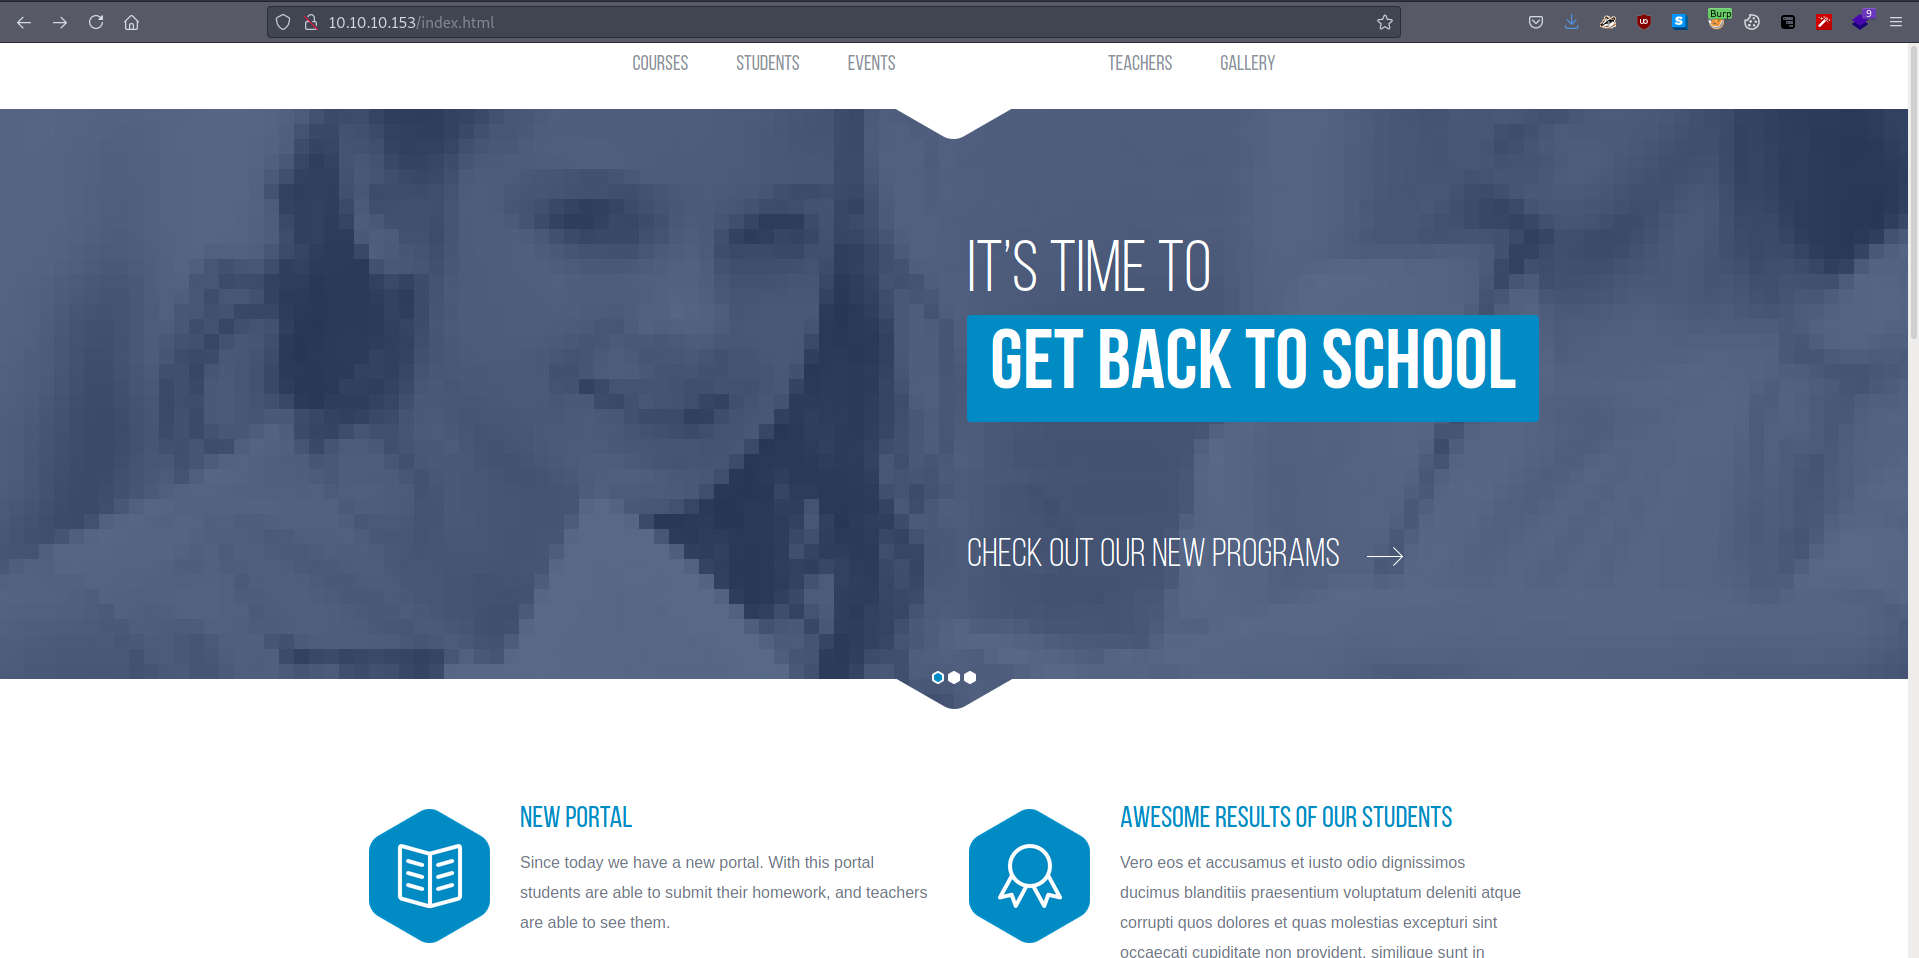 10.10.10.153/index.html
Burp
9
COURSES STUDENTS EVENTS TEACHERS GALLERY
IT’S TIME TO
GET BACK TO SCHOOL
CHECK OUT OUR NEW PROGRAMS
NEW PORTAL
Since today we have a new portal. With this portal
students are able to submit their homework, and teachers
are able to see them.
AWESOME RESULTS OF OUR STUDENTS
Vero eos et accusamus et iusto odio dignissimos
ducimus blanditiis praesentium voluptatum deleniti atque
corrupti quos dolores et quas molestias excepturi sint
occaecati cupiditate non provident, similique sunt in